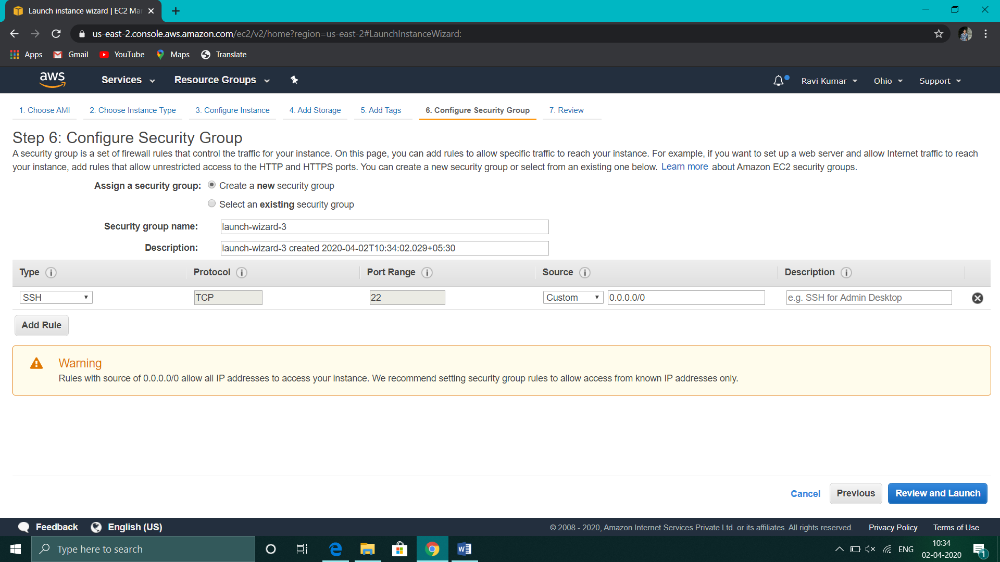 Launch instance wizard | EC2 Mar
us-east-2.console.aws.amazon.com/ec2/v2/home?region=us-east-2#LaunchInstanceWizard:
Apps Gmail YouTube Maps Translate
aws Services Resource Groups Ravi Kumar Ohio Support
1. Choose AMI 2. Choose Instance Type 3. Configure Instance 4. Add Storage 5. Add Tags 6. Configure Security Group 7. Review
Step 6: Configure Security Group
A security group is a set of firewall rules that control the traffic for your instance. On this page, you can add rules to allow specific traffic to reach your instance. For example, if you want to set up a web server and allow Internet traffic to reach
your instance, add rules that allow unrestricted access to the HTTP and HTTPS ports. You can create a new security group or select from an existing one below. Learn more about Amazon EC2 security groups.
Assign a security group: Create a new security group
Select an existing security group
Security group name: launch-wizard-3
Description: launch-wizard-3 created 2020-04-02T10:34:02.029+05:30
Type i Protocol i Port Range i Source i Description i
SSH TCP 22 Custom 0.0.0.0/0 e.g. SSH for Admin Desktop
Add Rule
Warning
Rules with source of 0.0.0.0/0 allow all IP addresses to access your instance. We recommend setting security group rules to allow access from known IP addresses only.
Cancel Previous Review and Launch
Feedback English (US) © 2008 - 2020, Amazon Internet Services Private Ltd. or its affiliates. All rights reserved. Privacy Policy Terms of Use
Type here to search ENG 10:34
02-04-2020 1